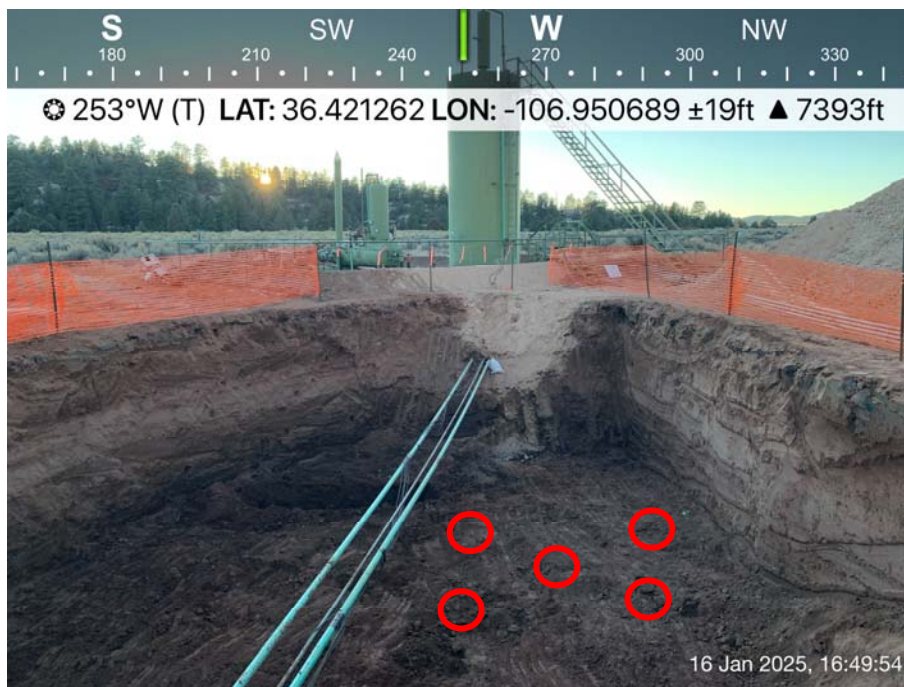 S SW W NW
180 210 240 270 300 330
253°W (T) LAT: 36.421262 LON: -106.950689 ±19ft ▲ 7393ft
16 Jan 2025, 16:49:54